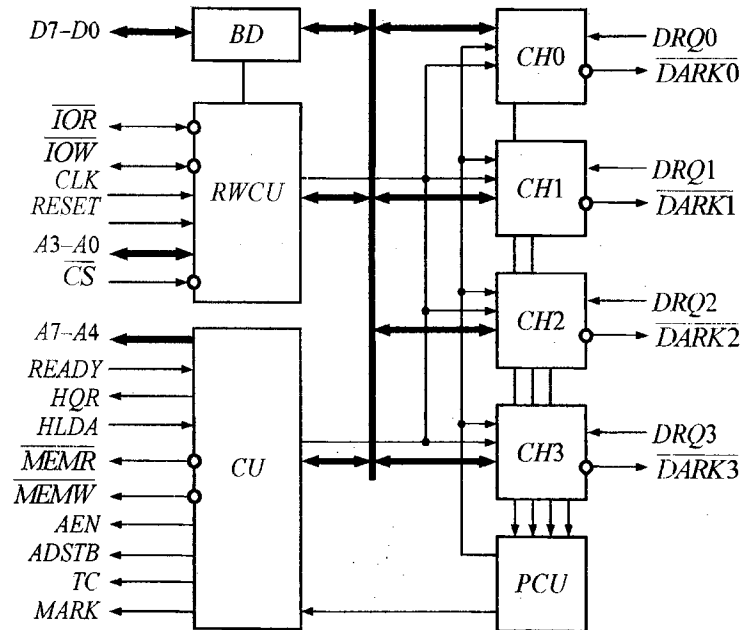 D7–D0
BD
CH0
DRQ0
DARK0
IOR
IOW
CLK
RESET
A3–A0
CS
RWCU
CH1
DRQ1
DARK1
CH2
DRQ2
DARK2
A7–A4
READY
HQR
HLDA
MEMR
MEMW
AEN
ADSTB
TC
MARK
CU
CH3
DRQ3
DARK3
PCU